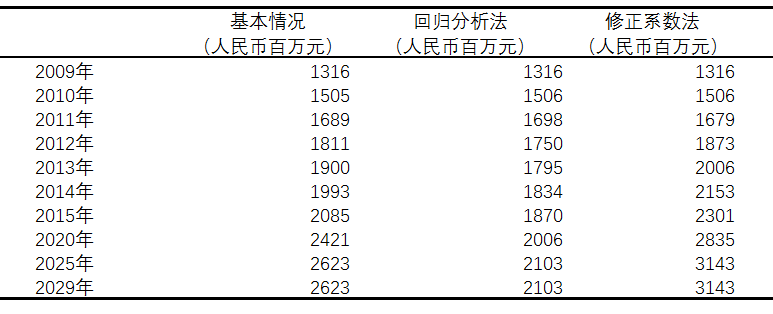 基本情况 回归分析法 修正系数法
（人民币百万元） （人民币百万元） （人民币百万元）
2009年 1316 1316 1316
2010年 1505 1506 1506
2011年 1689 1698 1679
2012年 1811 1750 1873
2013年 1900 1795 2006
2014年 1993 1834 2153
2015年 2085 1870 2301
2020年 2421 2006 2835
2025年 2623 2103 3143
2029年 2623 2103 3143